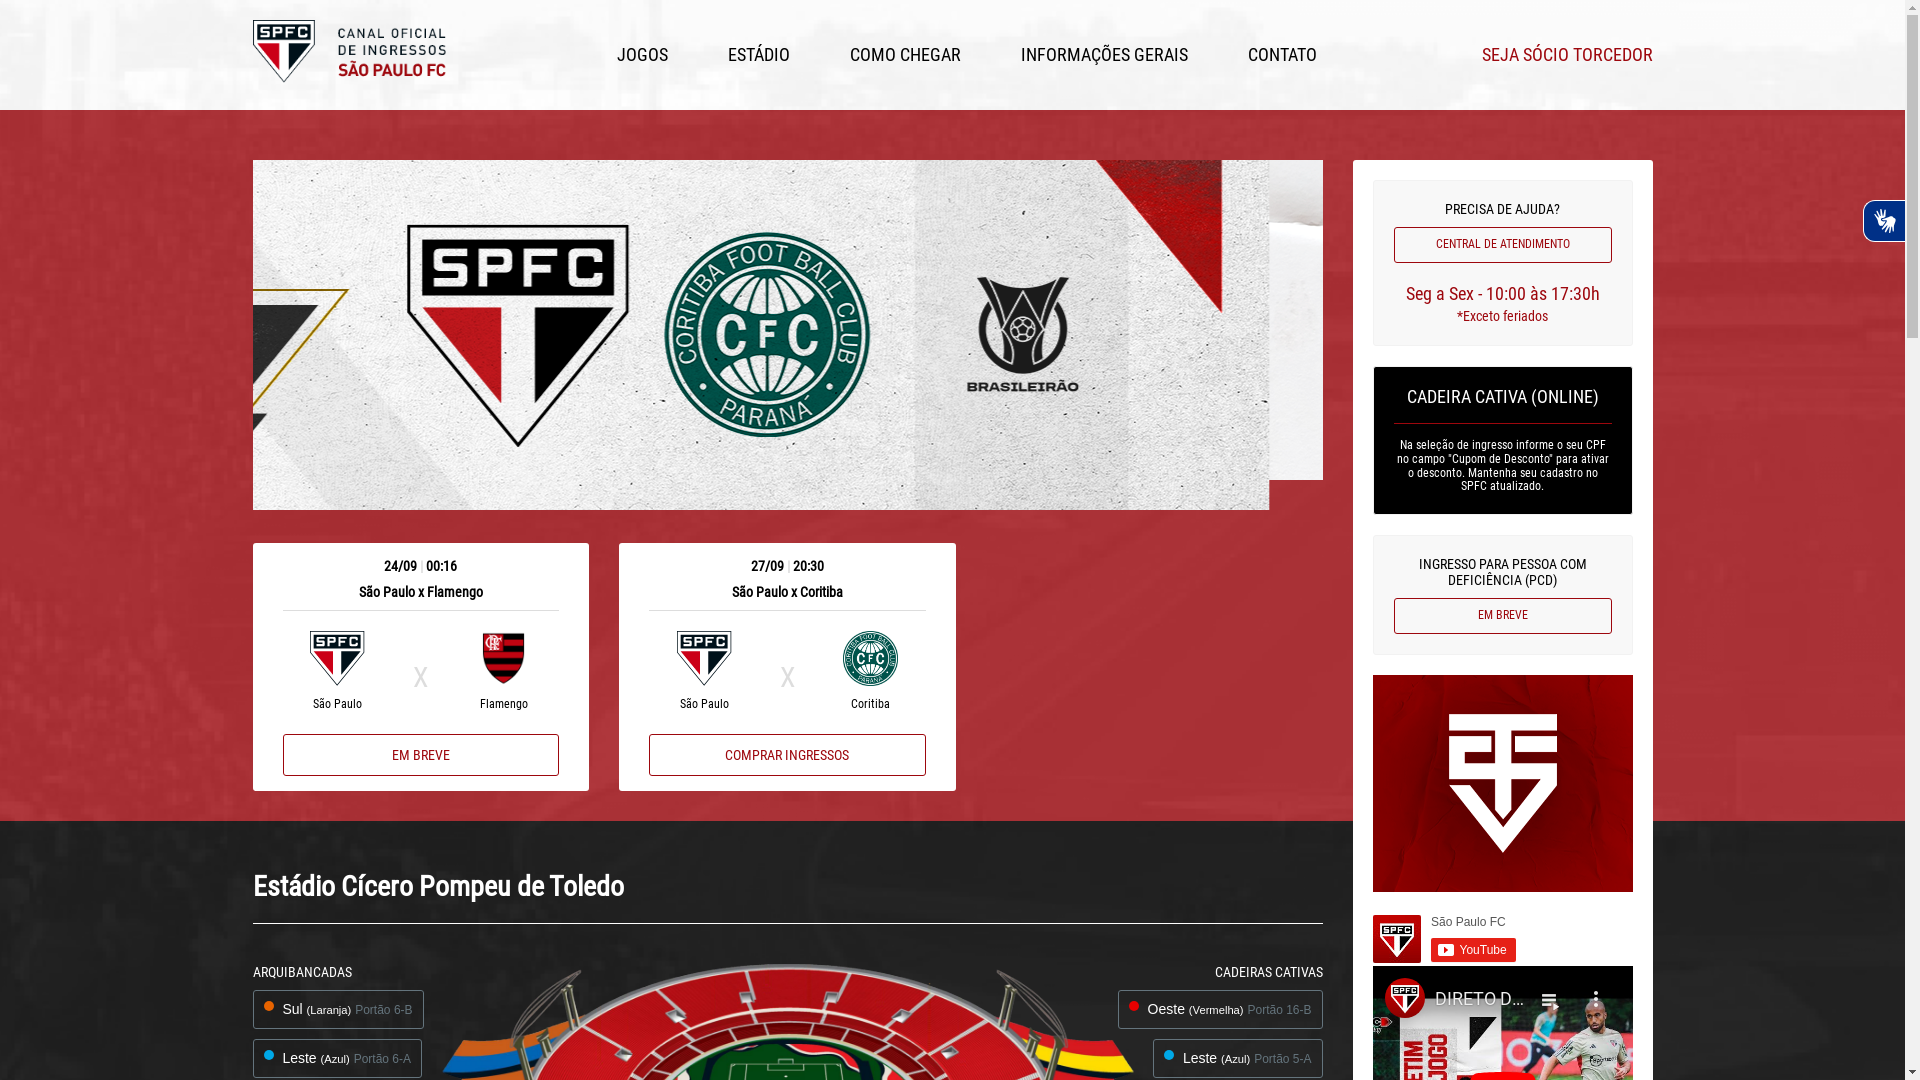 SPFC
CANAL OFICIAL
DE INGRESSOS
SÃO PAULO FC
JOGOS
ESTÁDIO
COMO CHEGAR
INFORMAÇÕES GERAIS
CONTATO
SEJA SÓCIO TORCEDOR
SPFC
CORITIBA FOOT BALL CLUB
CFC
PARANÁ
BRASILEIRÃO
24/09 | 00:16
São Paulo x Flamengo
SPFC
X
São Paulo
Flamengo
EM BREVE
27/09 | 20:30
São Paulo x Coritiba
SPFC
X
CFC
São Paulo
Coritiba
COMPRAR INGRESSOS
PRECISA DE AJUDA?
CENTRAL DE ATENDIMENTO
Seg a Sex - 10:00 às 17:30h
*Exceto feriados
CADEIRA CATIVA (ONLINE)
Na seleção de ingresso informe o seu CPF
no campo "Cupom de Desconto" para ativar
o desconto. Mantenha seu cadastro no
SPFC atualizado.
INGRESSO PARA PESSOA COM
DEFICIÊNCIA (PCD)
EM BREVE
SPFC
São Paulo FC
YouTube
SPFC
DIRETO D...
ETIM
JOGO
Estádio Cícero Pompeu de Toledo
ARQUIBANCADAS
Sul (Laranja) Portão 6-B
Leste (Azul) Portão 6-A
CADEIRAS CATIVAS
Oeste (Vermelha) Portão 16-B
Leste (Azul) Portão 5-A